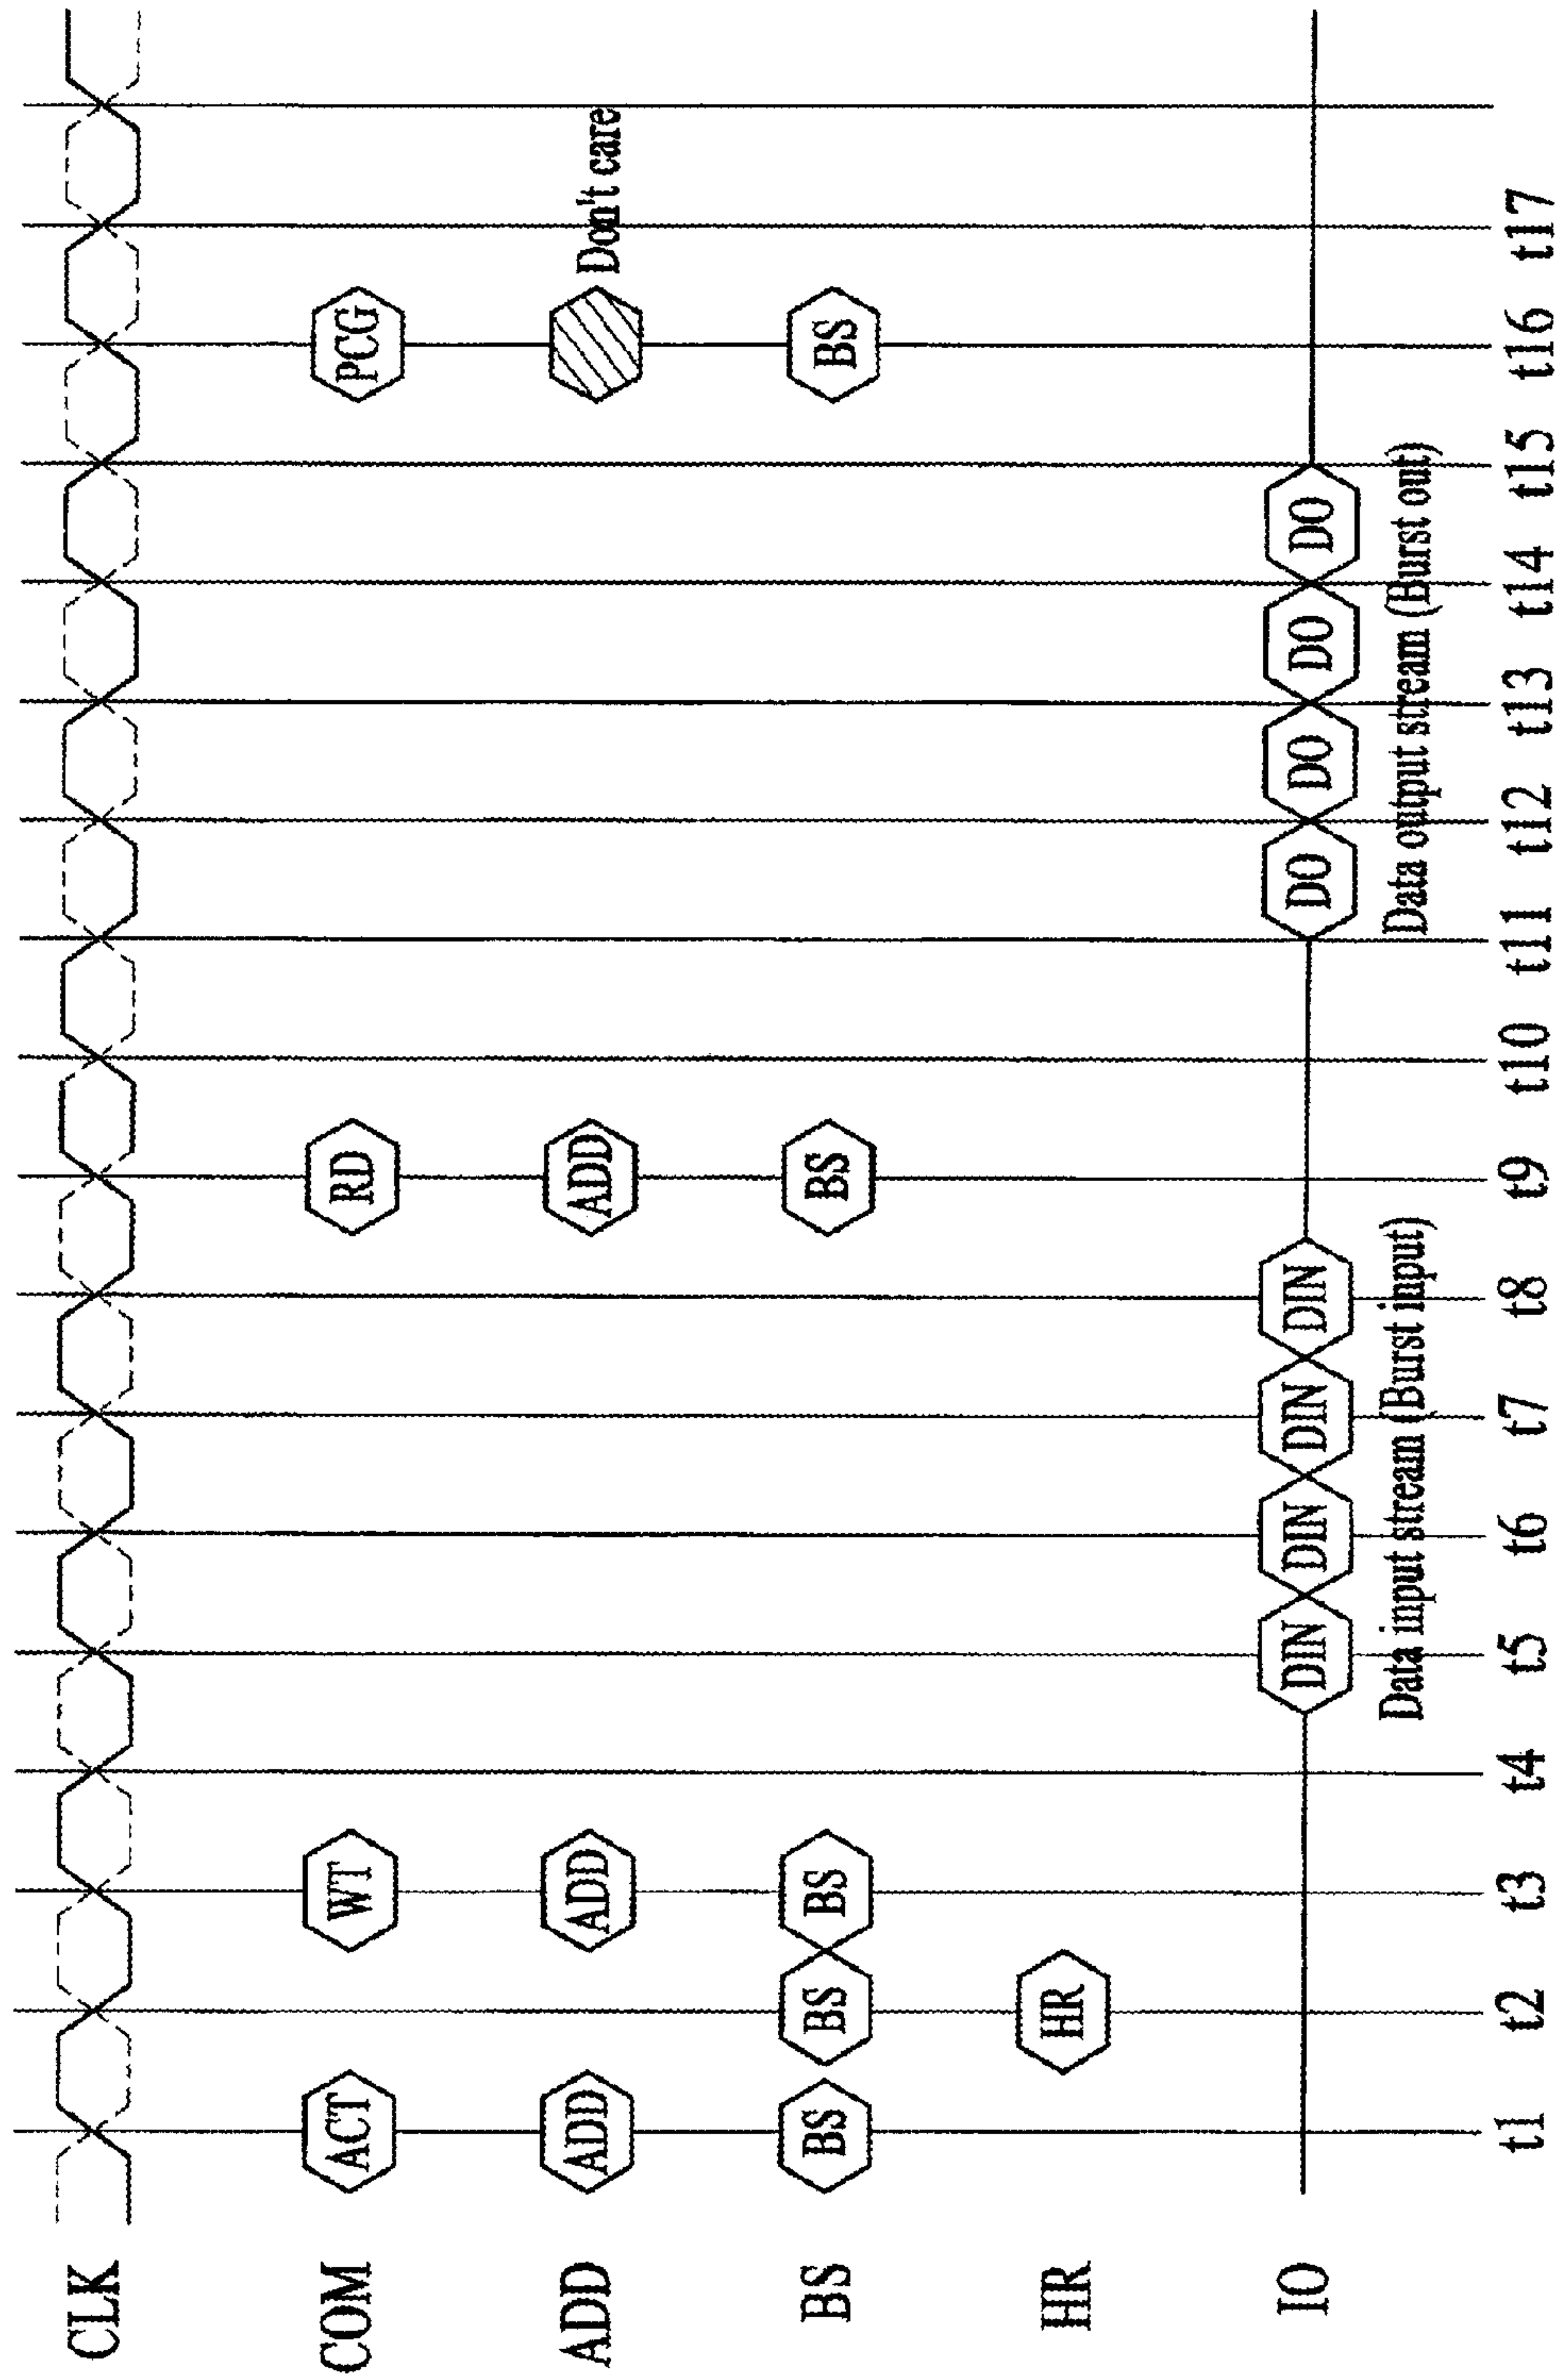 CLK
COM ACT WT RD PCG
ADD ADD ADD ADD Don't care
BS BS BS BS BS BS
HR HR
IO DIN DIN DIN DIN DO DO DO DO
Data input stream (Burst input) Data output stream (Burst out)
t1 t2 t3 t4 t5 t6 t7 t8 t9 t10 t11 t12 t13 t14 t15 t16 t17